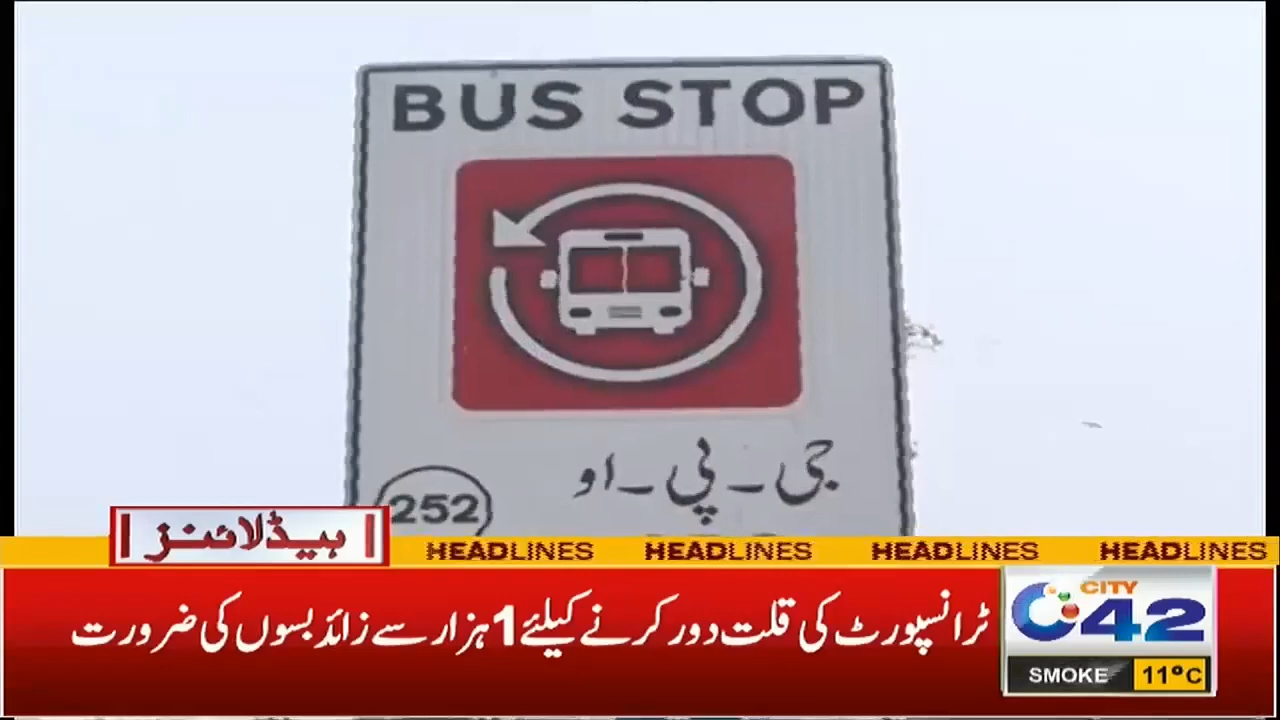 BUS STOP
جی ۔ پی ۔ او
252
ہیڈلائنز
HEADLINES HEADLINES HEADLINES HEADLINES
ٹرانسپورٹ کی قلت دور کرنے کیلئے 1 ہزار سے زائد بسوں کی ضرورت
CITY
42
SMOKE 11°C